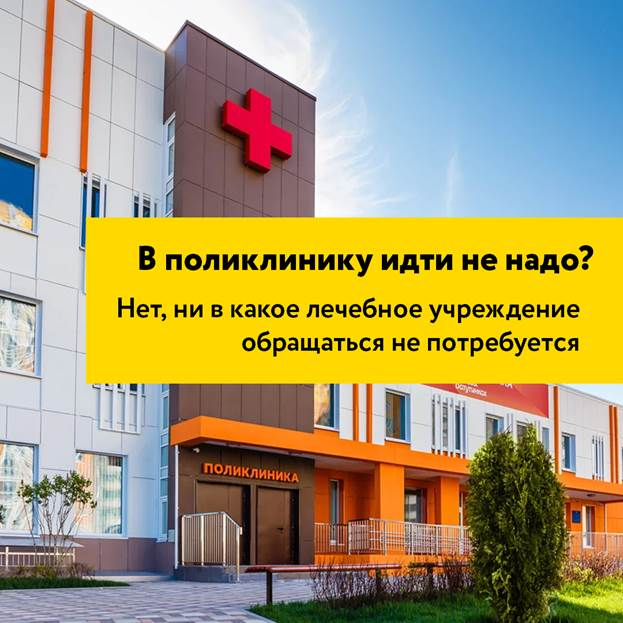 В поликлинику идти не надо?
Нет, ни в какое лечебное учреждение
обращаться не потребуется
ПОЛИКЛИНИКА